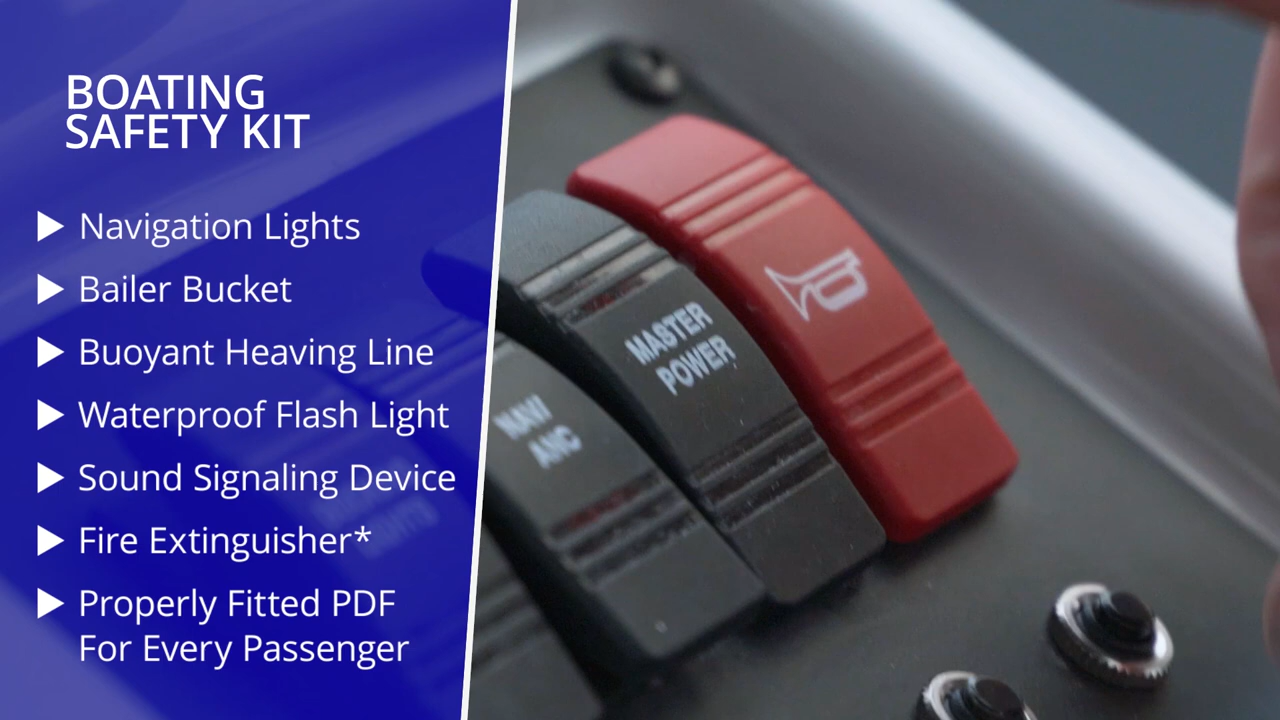 BOATING
SAFETY KIT
Navigation Lights
Bailer Bucket
Buoyant Heaving Line
Waterproof Flash Light
Sound Signaling Device
Fire Extinguisher*
Properly Fitted PDF
For Every Passenger
MASTER
POWER
NAVI
ANC